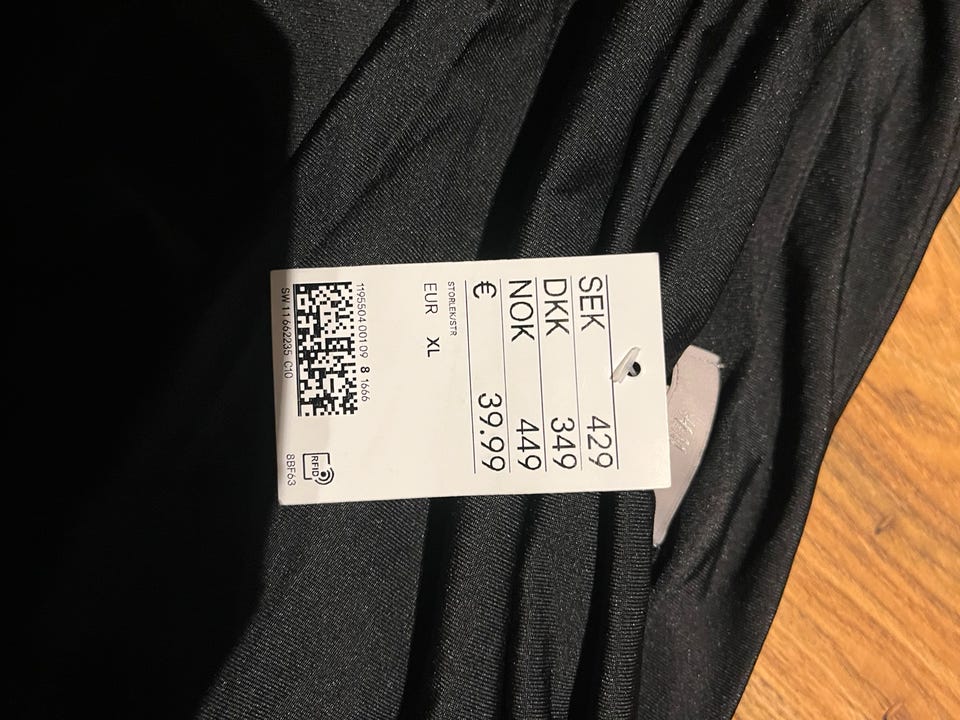 SEK 429
DKK 349
NOK 449
€ 39.99
STORLEK/STR
EUR XL
1195504 001 09 8 1666
SW 11 662235 C10
RFID
8BF63
H&M